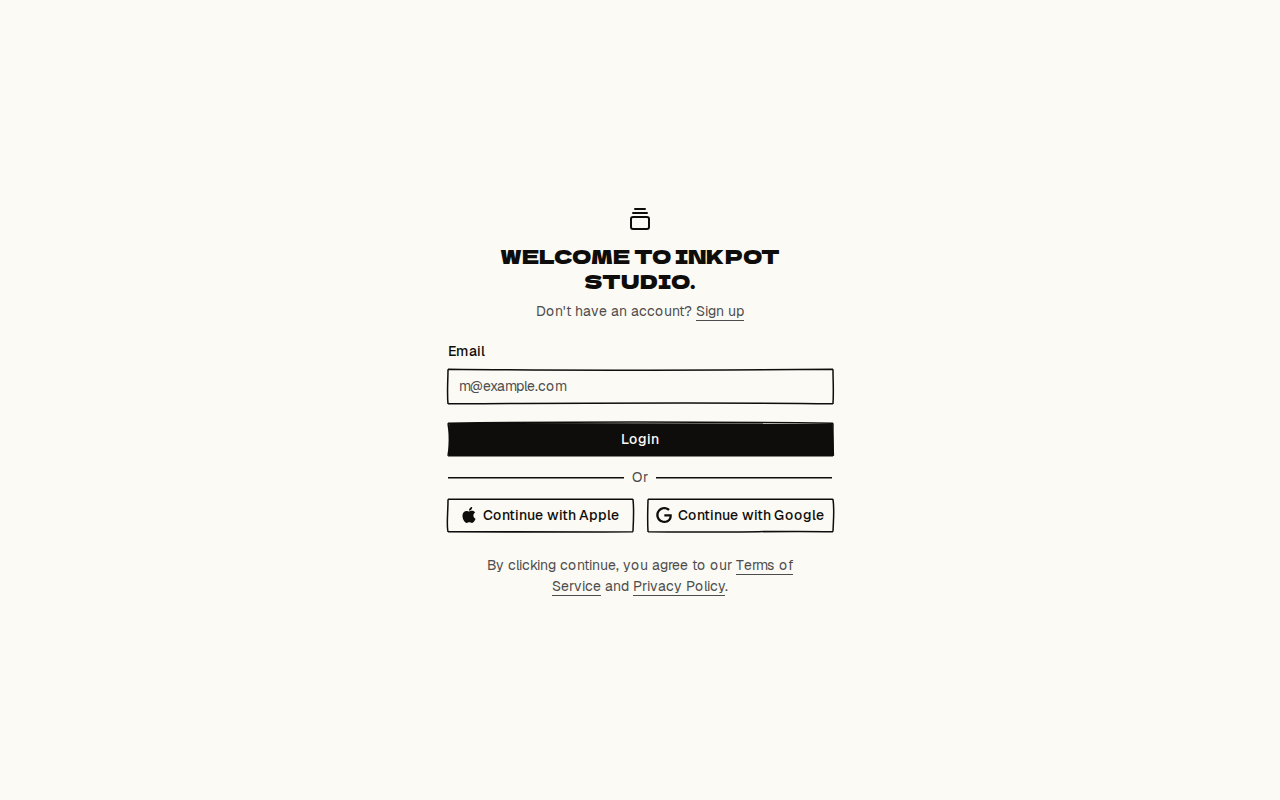 WELCOME TO INKPOT
STUDIO.
Don't have an account? Sign up
Email
m@example.com
Login
Or
Continue with Apple
Continue with Google
By clicking continue, you agree to our Terms of
Service and Privacy Policy.